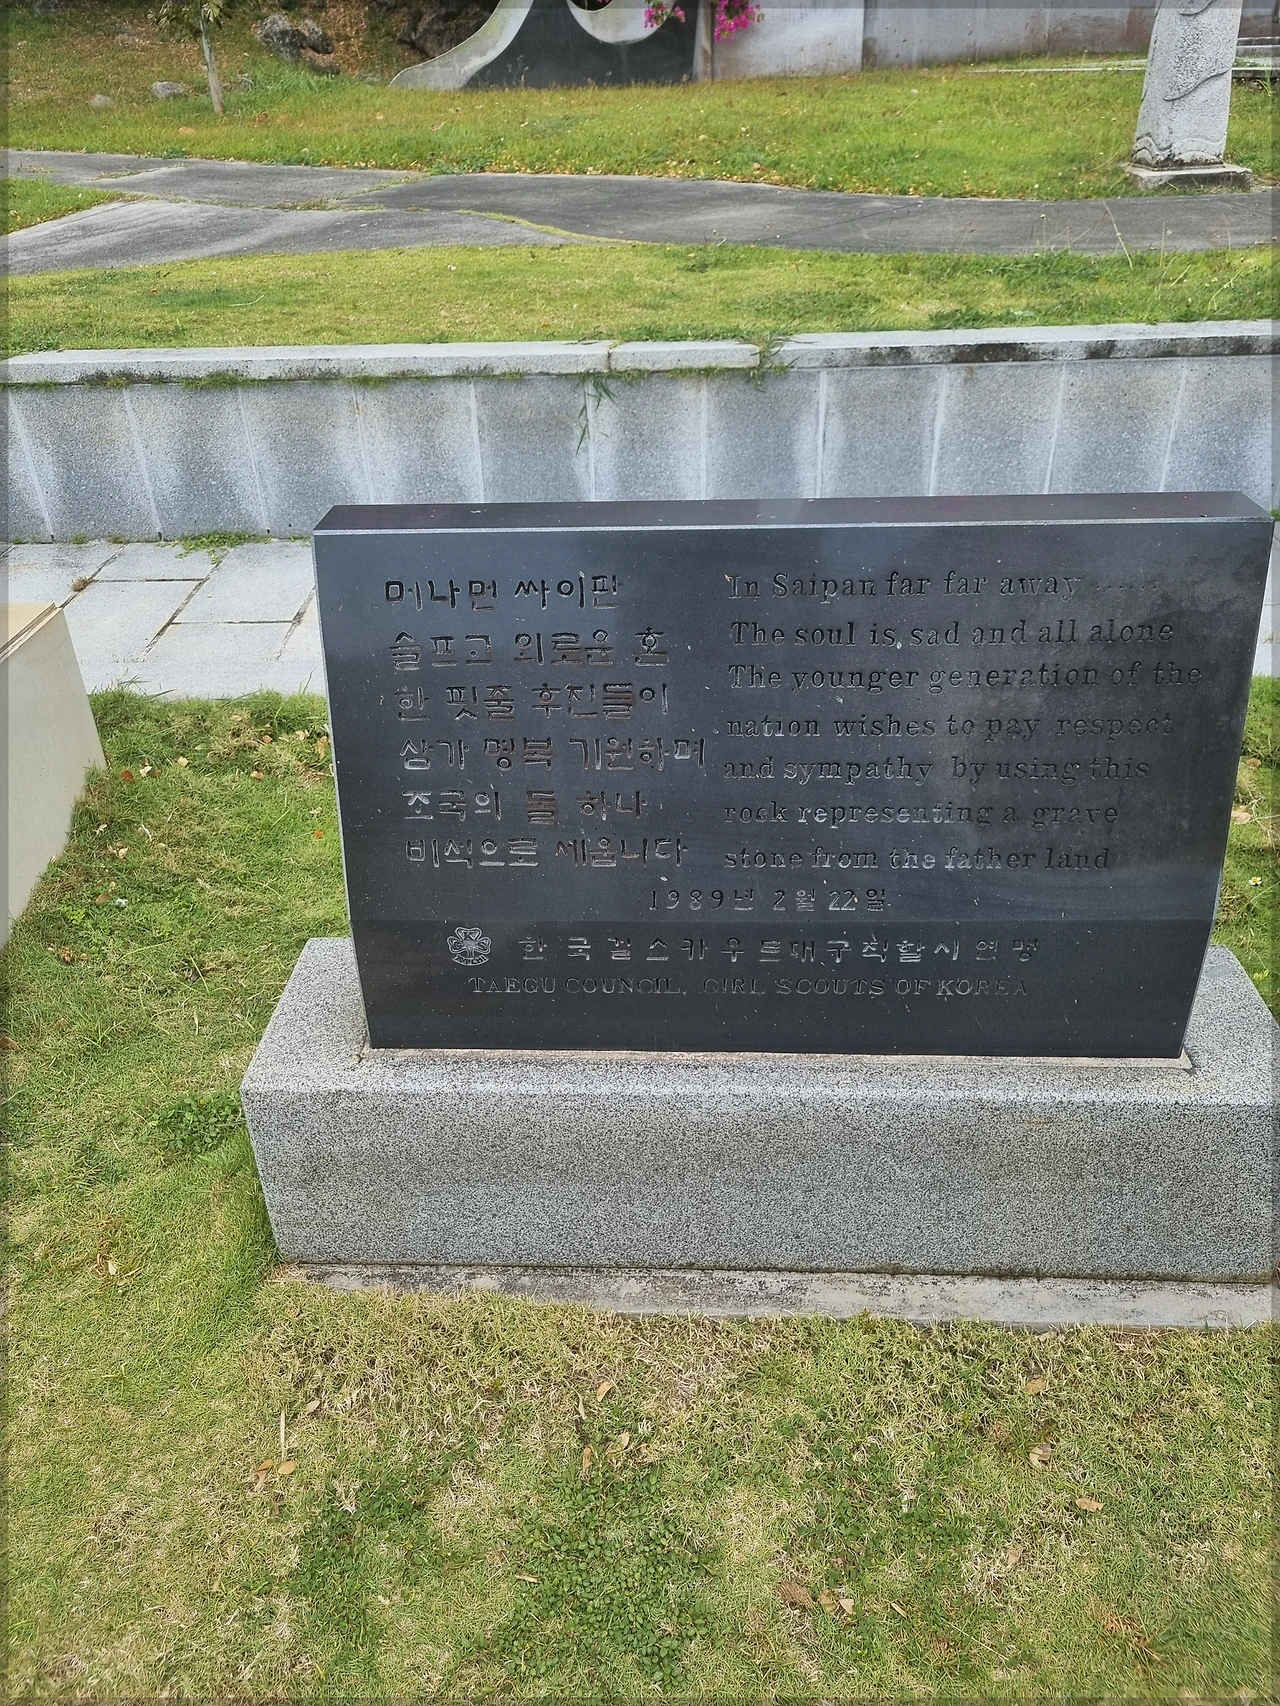 머나먼 싸이판
슬프고 외로운 혼
한 핏줄 후진들이
삼가 명복 기원하며
조국의 돌 하나
비석으로 세웁니다
In Saipan far far away ......
The soul is sad and all alone
The younger generation of the
nation wishes to pay respect
and sympathy by using this
rock representing a grave
stone from the father land
1989년 2월 22일
한국걸스카우트대구직할시연맹
TAEGU COUNCIL, GIRL SCOUTS OF KOREA